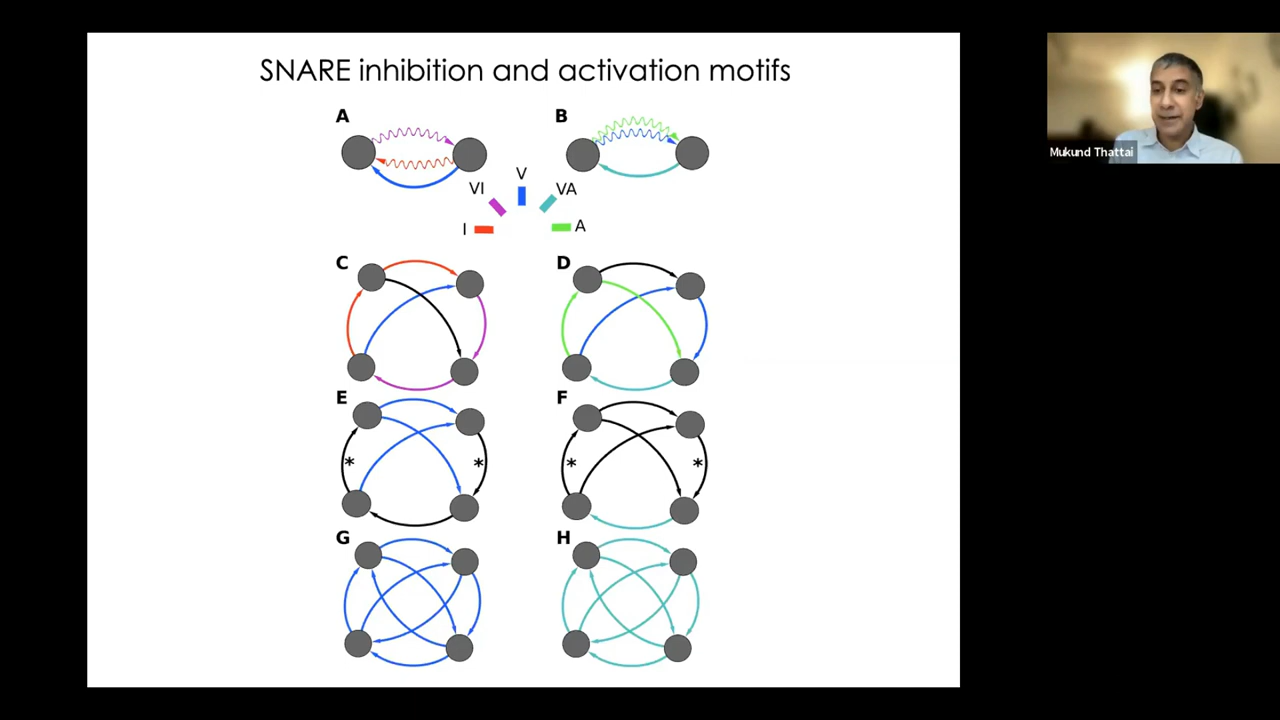 SNARE inhibition and activation motifs
A
B
V
VI
VA
I
A
C
D
E
F
*
*
*
*
G
H
Mukund Thattai